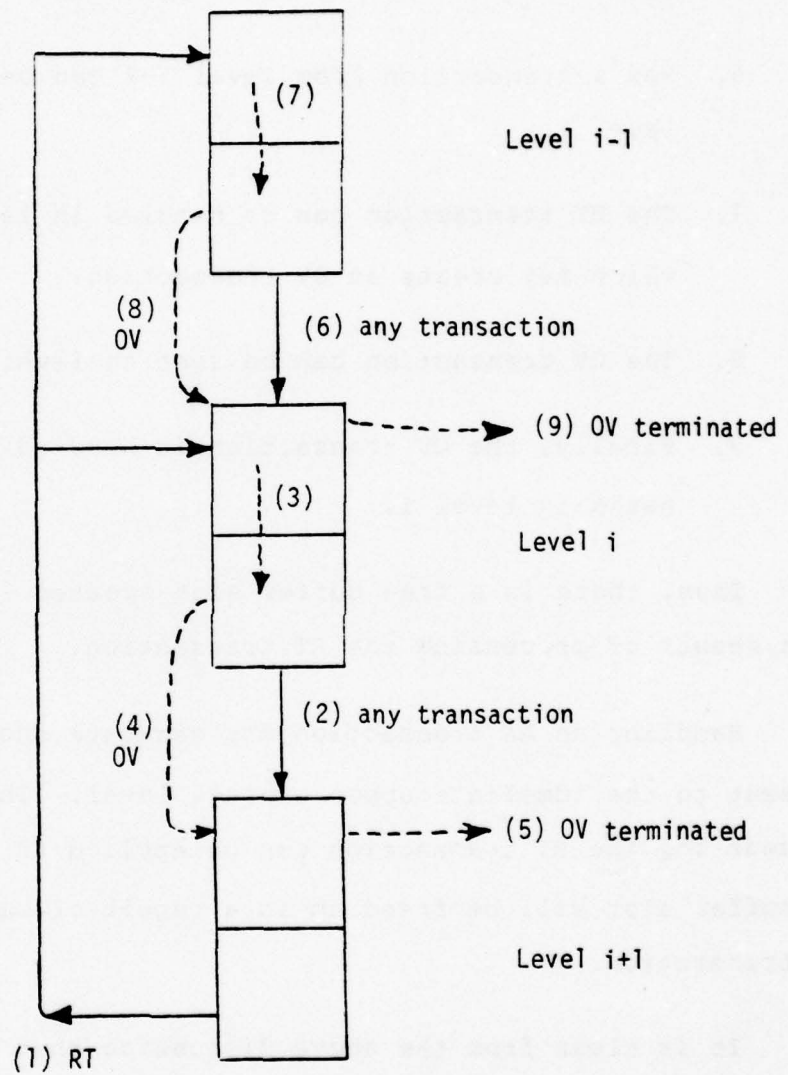 (7)
Level i-1
(8)
OV
(6) any transaction
(9) OV terminated
(3)
Level i
(4)
OV
(2) any transaction
(5) OV terminated
Level i+1
(1) RT